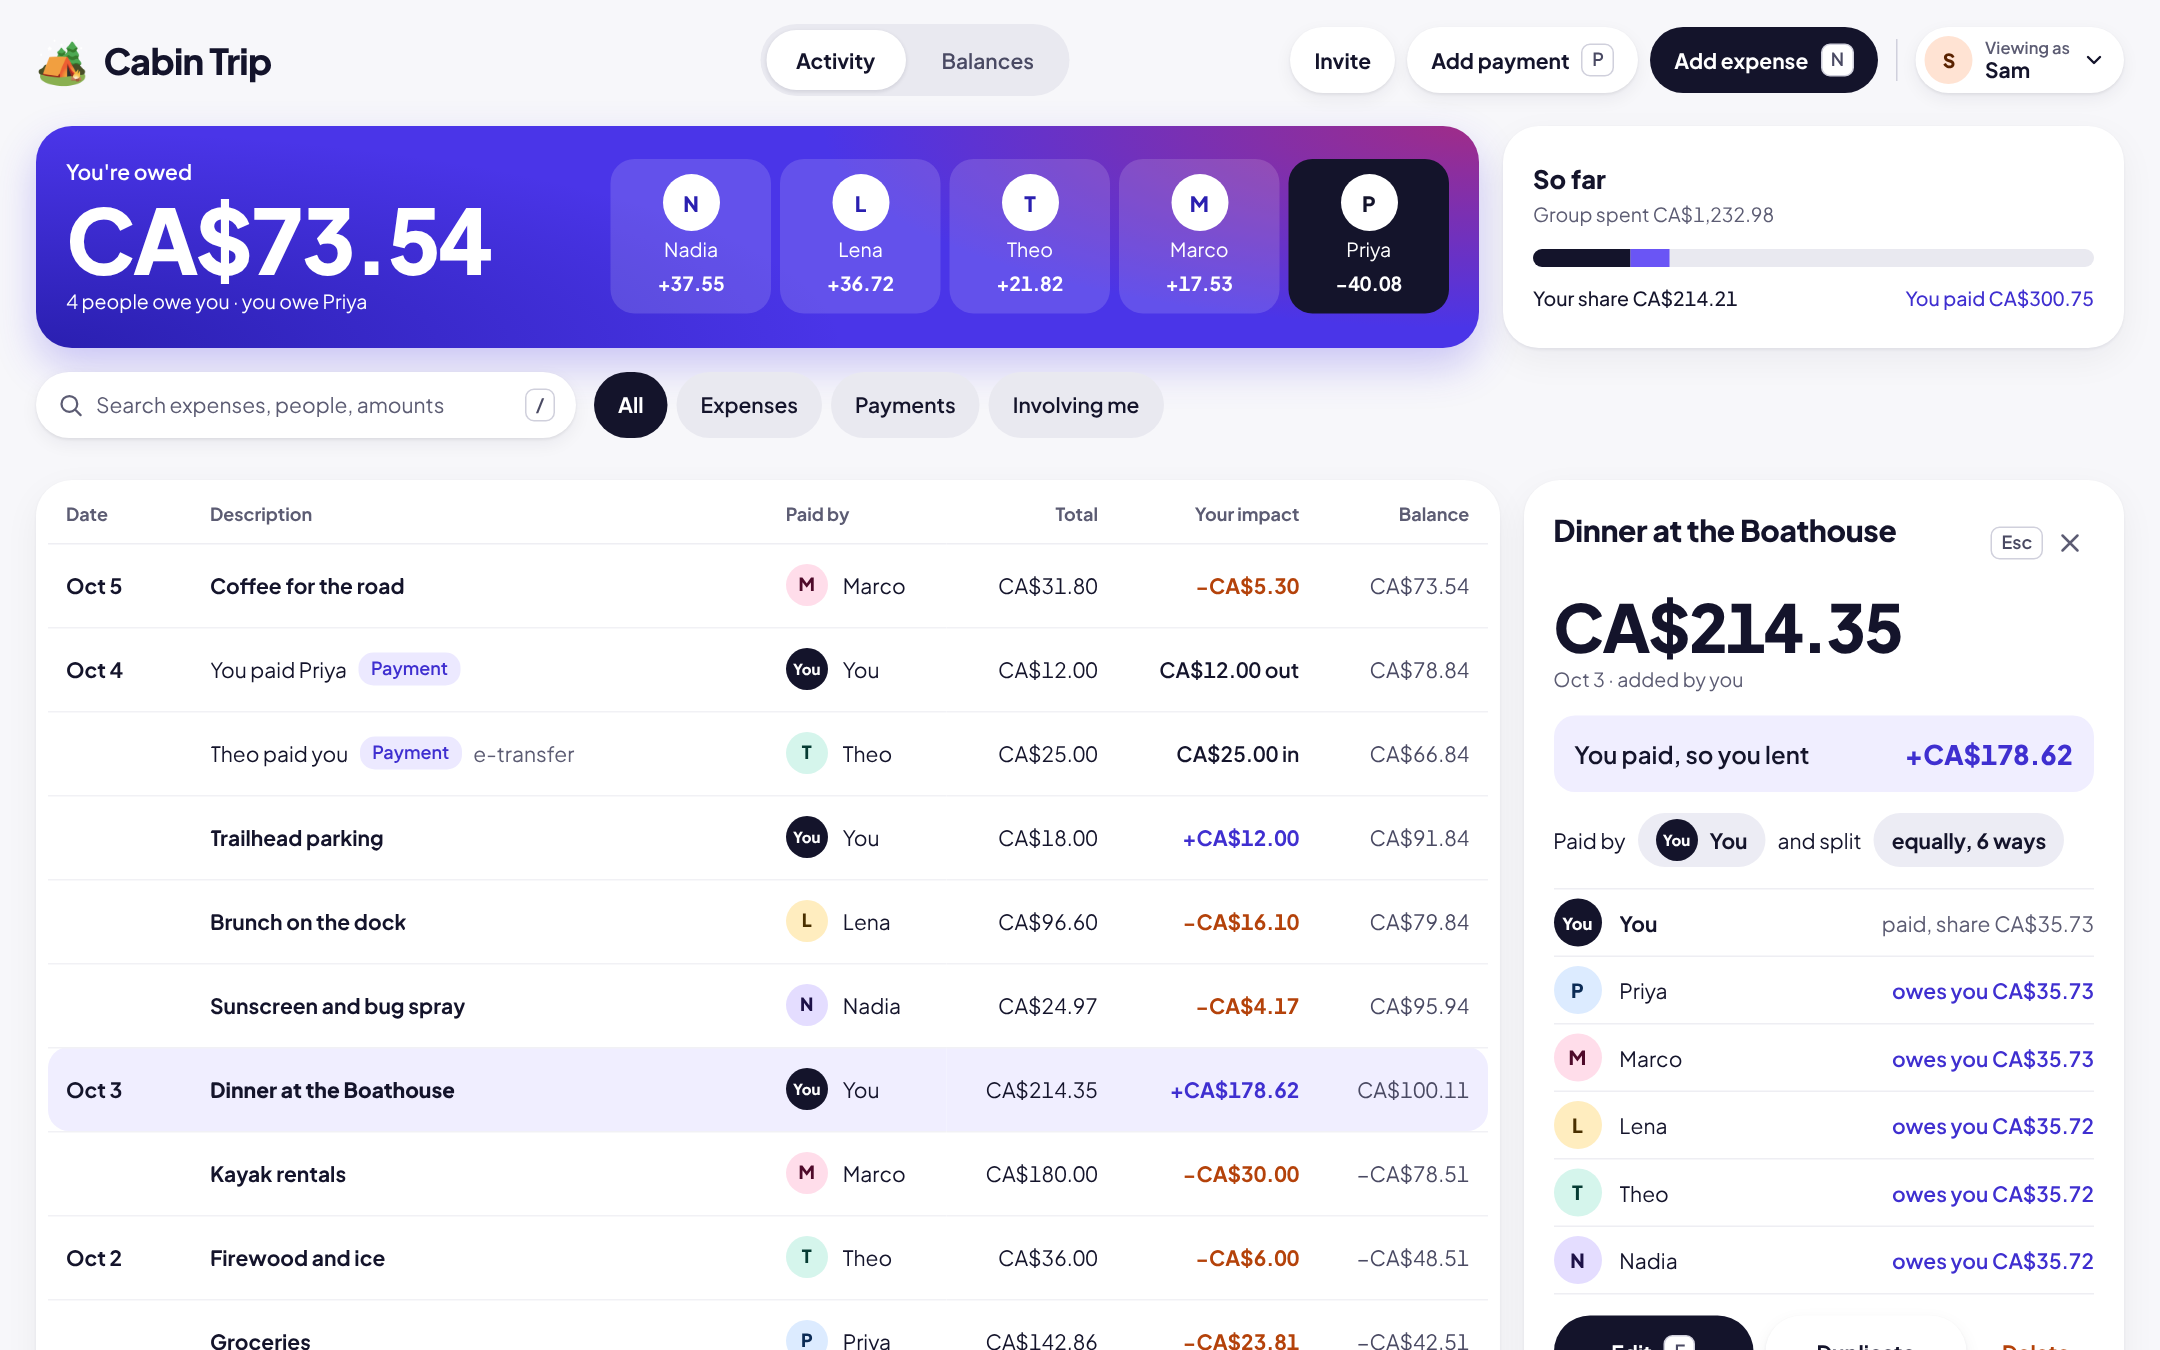 Cabin Trip
Activity
Balances
Invite
Add payment P
Add expense N
S
Viewing as
Sam
You're owed
CA$73.54
4 people owe you · you owe Priya
N
Nadia
+37.55
L
Lena
+36.72
T
Theo
+21.82
M
Marco
+17.53
P
Priya
−40.08
So far
Group spent CA$1,232.98
Your share CA$214.21
You paid CA$300.75
Search expenses, people, amounts /
All
Expenses
Payments
Involving me
Date Description Paid by Total Your impact Balance
Oct 5 Coffee for the road M Marco CA$31.80 −CA$5.30 CA$73.54
Oct 4 You paid Priya Payment You You CA$12.00 CA$12.00 out CA$78.84
Theo paid you Payment e-transfer T Theo CA$25.00 CA$25.00 in CA$66.84
Trailhead parking You You CA$18.00 +CA$12.00 CA$91.84
Brunch on the dock L Lena CA$96.60 −CA$16.10 CA$79.84
Sunscreen and bug spray N Nadia CA$24.97 −CA$4.17 CA$95.94
Oct 3 Dinner at the Boathouse You You CA$214.35 +CA$178.62 CA$100.11
Kayak rentals M Marco CA$180.00 −CA$30.00 −CA$78.51
Oct 2 Firewood and ice T Theo CA$36.00 −CA$6.00 −CA$48.51
Groceries P Priya CA$142.86 −CA$23.81 −CA$42.51
Dinner at the Boathouse
Esc
CA$214.35
Oct 3 · added by you
You paid, so you lent +CA$178.62
Paid by You You and split equally, 6 ways
You You paid, share CA$35.73
P Priya owes you CA$35.73
M Marco owes you CA$35.73
L Lena owes you CA$35.72
T Theo owes you CA$35.72
N Nadia owes you CA$35.72
Edit E Duplicate Delete